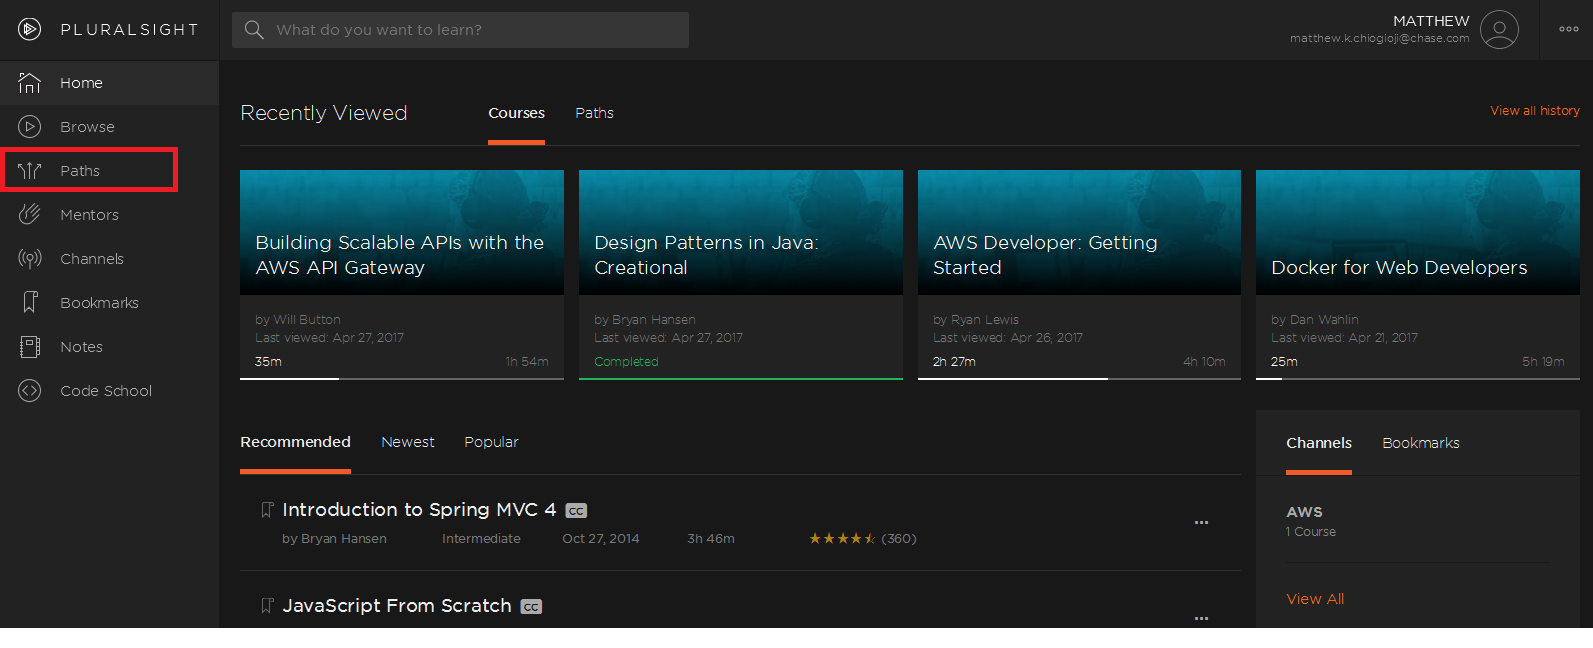 PLURALSIGHT
What do you want to learn?
MATTHEW
matthew.k.chiogioji@chase.com
Home
Browse
Paths
Mentors
Channels
Bookmarks
Notes
Code School
Recently Viewed
Courses
Paths
View all history
Building Scalable APIs with the
AWS API Gateway
by Will Button
Last viewed: Apr 27, 2017
35m
1h 54m
Design Patterns in Java:
Creational
by Bryan Hansen
Last viewed: Apr 27, 2017
Completed
AWS Developer: Getting
Started
by Ryan Lewis
Last viewed: Apr 26, 2017
2h 27m
4h 10m
Docker for Web Developers
by Dan Wahlin
Last viewed: Apr 21, 2017
25m
5h 19m
Recommended
Newest
Popular
Introduction to Spring MVC 4 CC
by Bryan Hansen
Intermediate
Oct 27, 2014
3h 46m
(360)
JavaScript From Scratch CC
Channels
Bookmarks
AWS
1 Course
View All